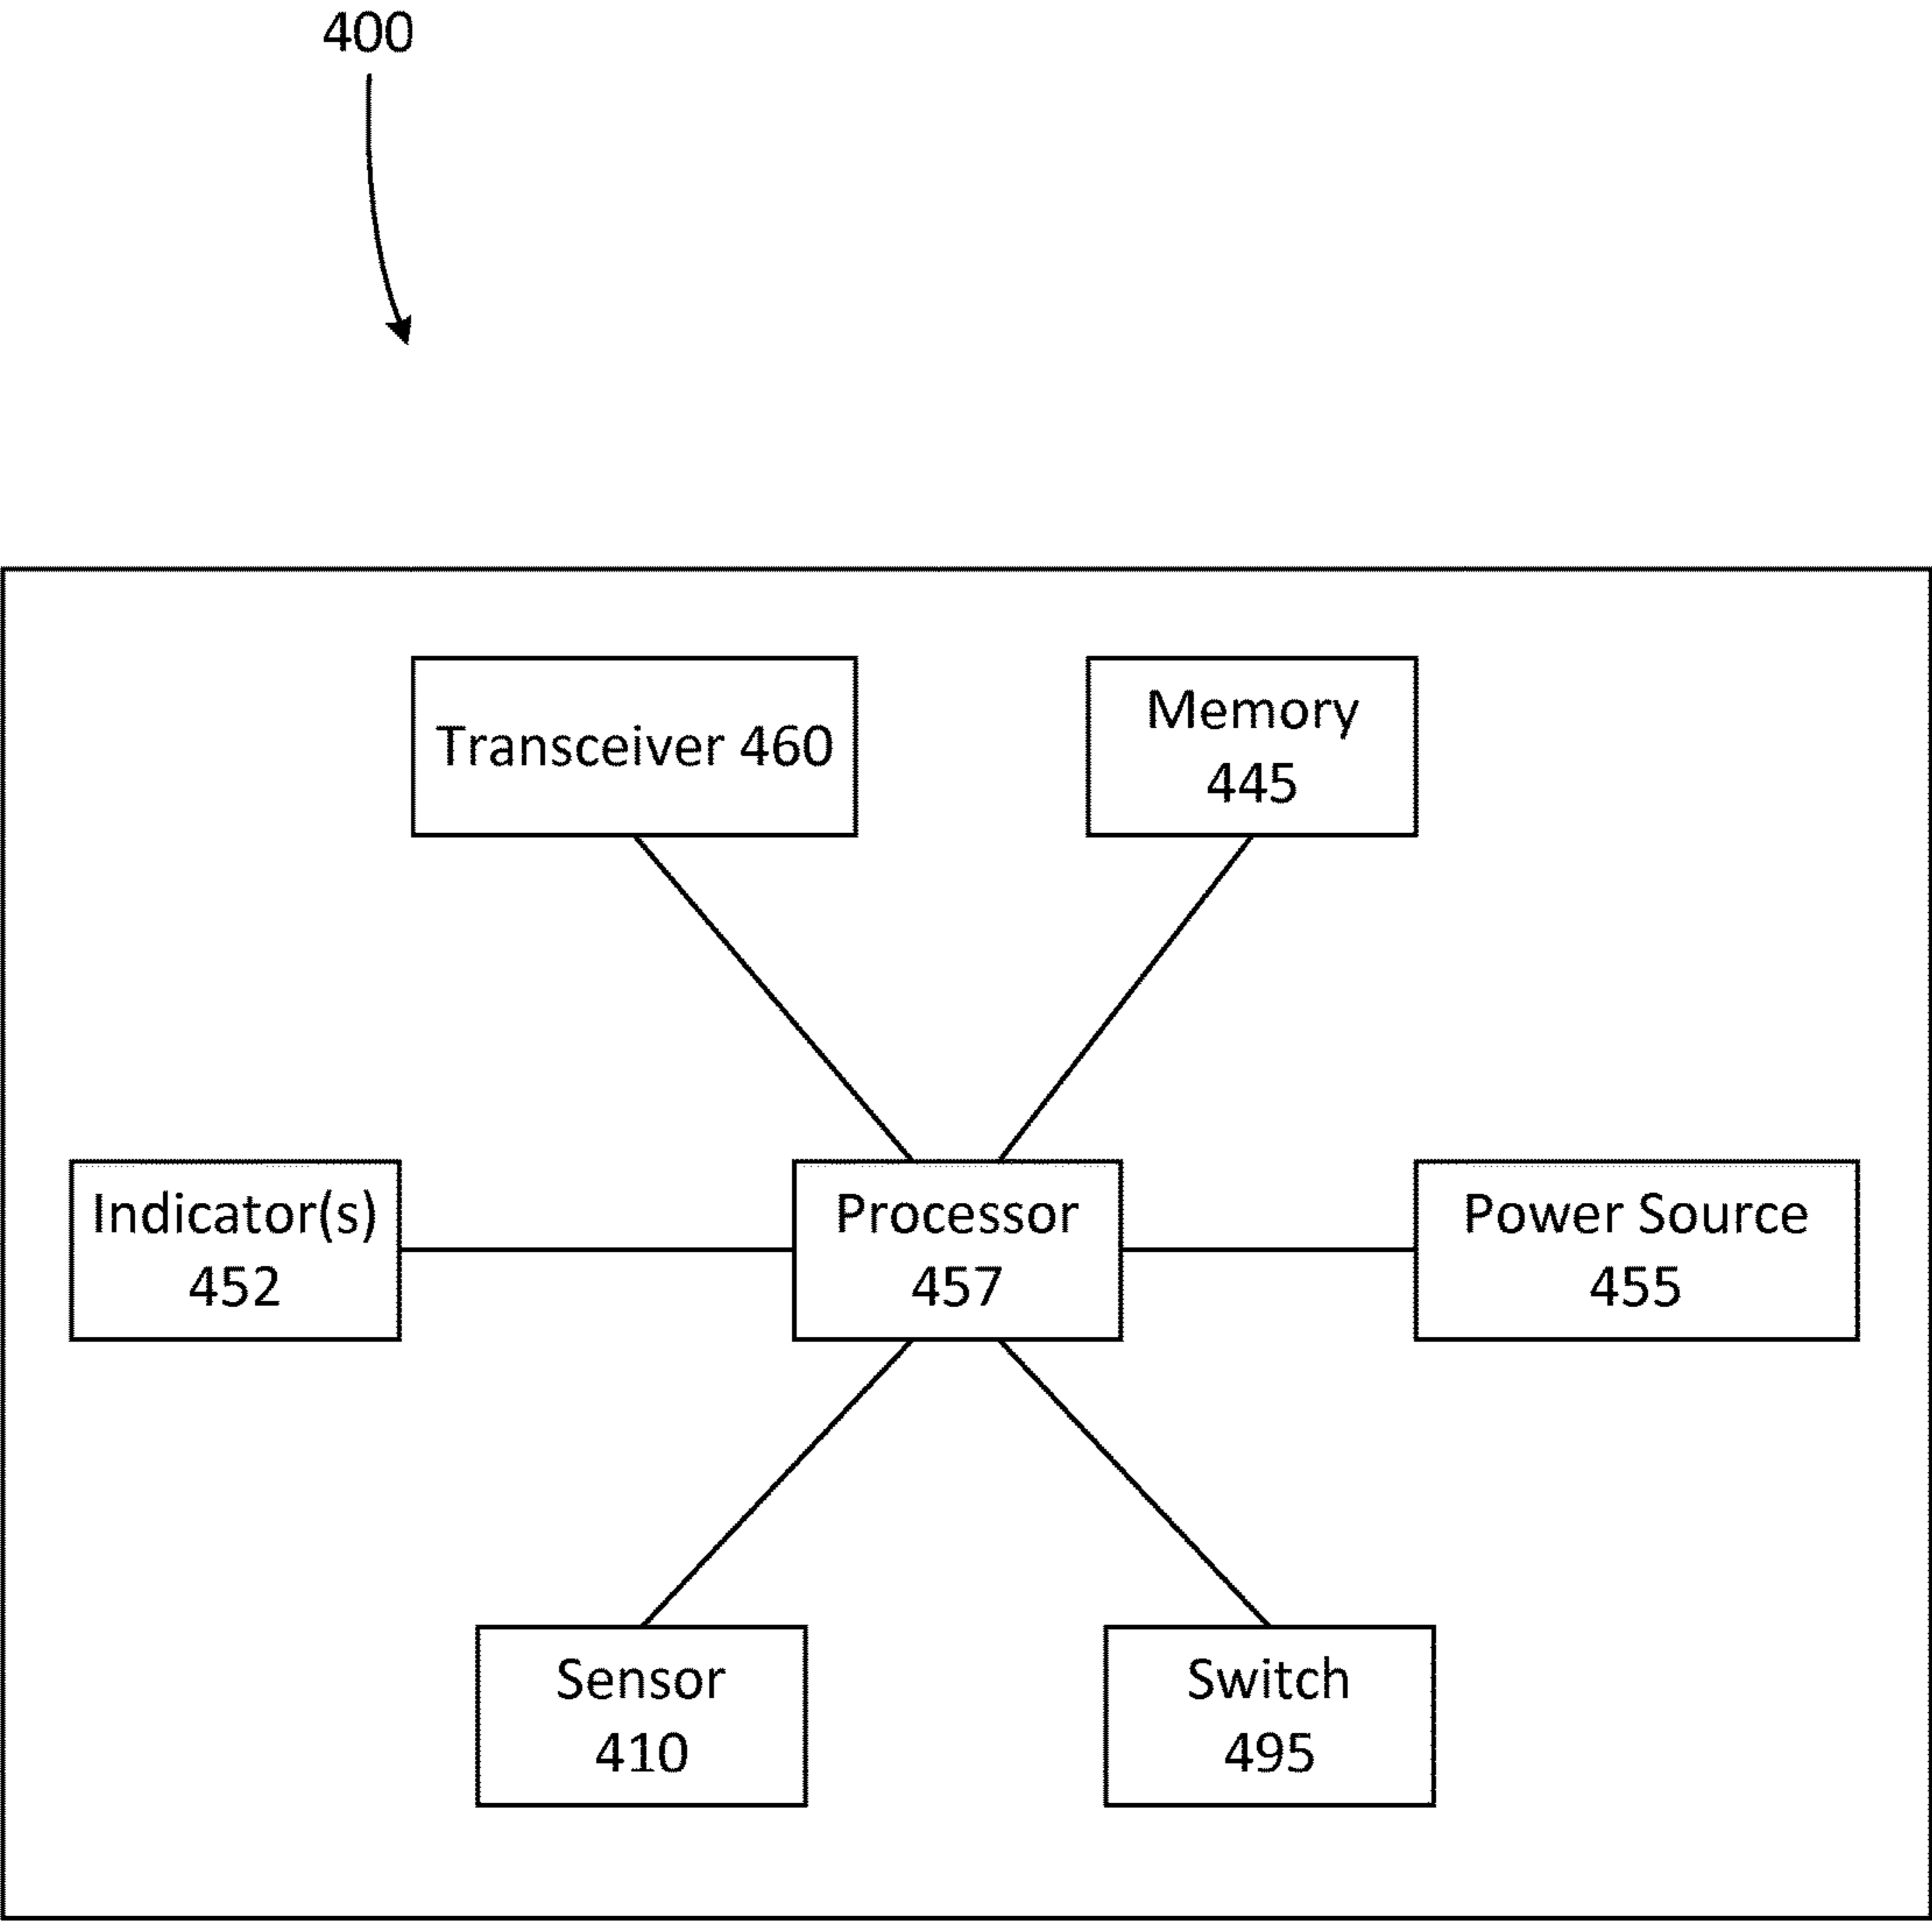 400
Transceiver 460
Memory
445
Indicator(s)
452
Processor
457
Power Source
455
Sensor
410
Switch
495